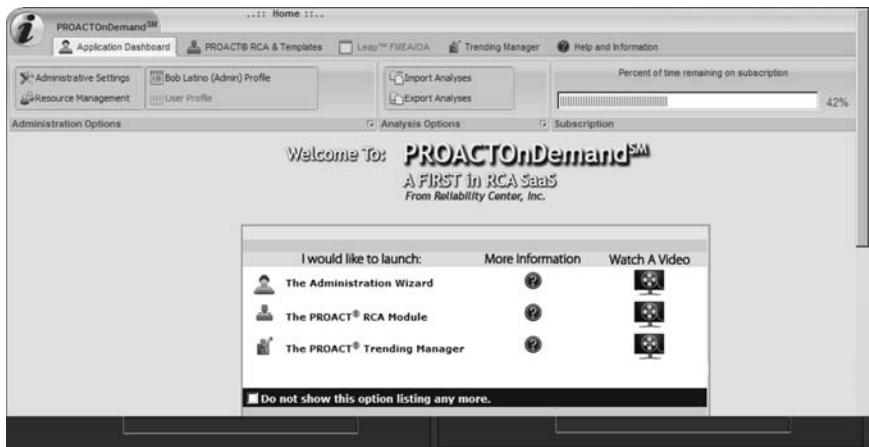 ..:: Home ::..
PROACTOnDemand℠
Application Dashboard PROACT® RCA & Templates Leap™ FMEA/OA Trending Manager Help and Information
Administrative Settings Bob Latino (Admin) Profile Import Analyses Percent of time remaining on subscription
Resource Management User Profile Export Analyses 42%
Administration Options Analysis Options Subscription
Welcome To: PROACTOnDemand℠
A FIRST in RCA SaaS
From Reliability Center, Inc.
I would like to launch: More Information Watch A Video
The Administration Wizard
The PROACT® RCA Module
The PROACT® Trending Manager
Do not show this option listing any more.